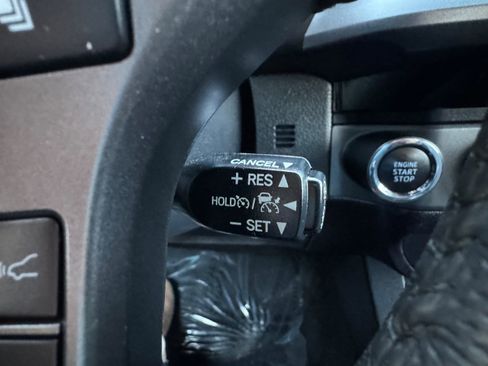 CANCEL ▼
+ RES ▲
HOLD / ◀
− SET ▼
ENGINE
START
STOP